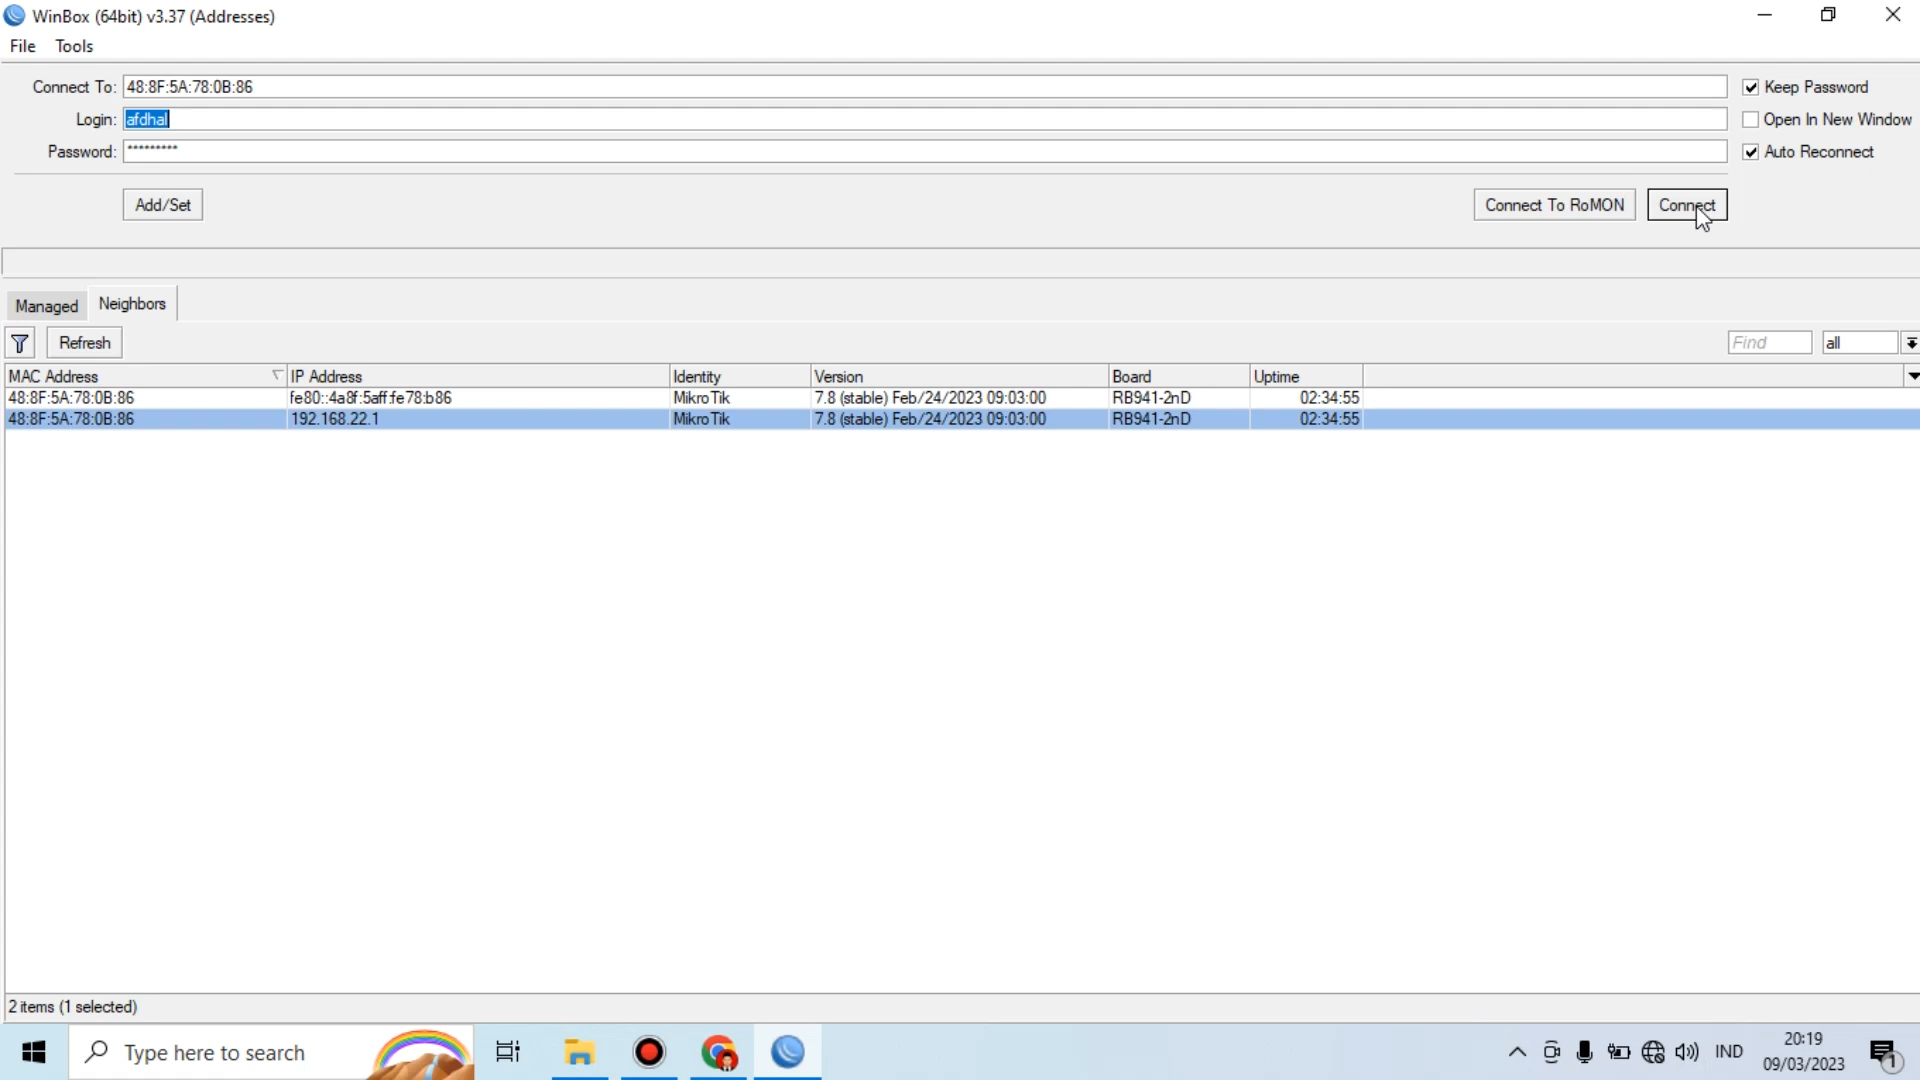 WinBox (64bit) v3.37 (Addresses)
File Tools
Connect To: 48:8F:5A:78:0B:86 Keep Password
Login: afdhal Open In New Window
Password: ********* Auto Reconnect
Add/Set Connect To RoMON Connect
Managed Neighbors
Refresh Find all
MAC Address IP Address Identity Version Board Uptime
48:8F:5A:78:0B:86 fe80::4a8f:5aff:fe78:b86 MikroTik 7.8 (stable) Feb/24/2023 09:03:00 RB941-2nD 02:34:55
48:8F:5A:78:0B:86 192.168.22.1 MikroTik 7.8 (stable) Feb/24/2023 09:03:00 RB941-2nD 02:34:55
2 items (1 selected)
Type here to search IND 20:19
09/03/2023 1